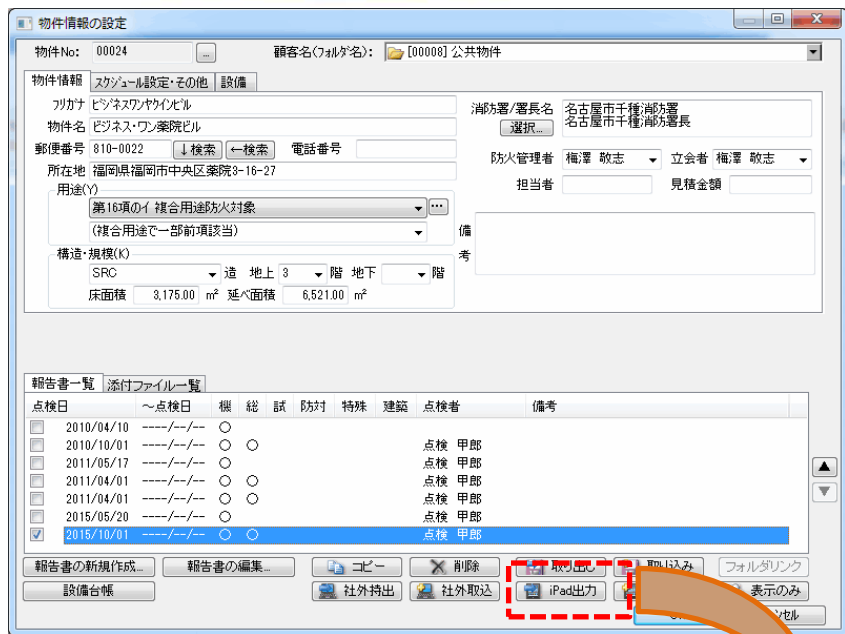 物件情報の設定
物件No: 00024 ... 顧客名(フォルダ名): [00008] 公共物件
物件情報 スケジュール設定・その他 設備
フリガナ ビジネスワンヤクインビル
物件名 ビジネス・ワン薬院ビル
郵便番号 810-0022 ↓検索 ←検索 電話番号
所在地 福岡県福岡市中央区薬院3-16-27
用途(Y)
第16項のイ 複合用途防火対象 ...
(複合用途で一部前項該当)
構造・規模(K)
SRC 造 地上 3 階 地下 階
床面積 3,175.00 m² 延べ面積 6,521.00 m²
消防署/署長名 名古屋市千種消防署
選択... 名古屋市千種消防署長
防火管理者 梅澤 敬志 立会者 梅澤 敬志
担当者 見積金額
備
考
報告書一覧 添付ファイル一覧
点検日 ～点検日 機 総 試 防対 特殊 建築 点検者 備考
2010/04/10 ----/--/-- ○
2010/10/01 ----/--/-- ○ ○ 点検 甲郎
2011/05/17 ----/--/-- ○ 点検 甲郎
2011/04/01 ----/--/-- ○ ○ 点検 甲郎
2011/04/01 ----/--/-- ○ ○ 点検 甲郎
2015/05/20 ----/--/-- ○ 点検 甲郎
2015/10/01 ----/--/-- ○ ○ 点検 甲郎
報告書の新規作成... 報告書の編集... コピー 削除 取り出し 取り込み フォルダリンク
設備台帳 社外持出 社外取込 iPad出力 表示のみ